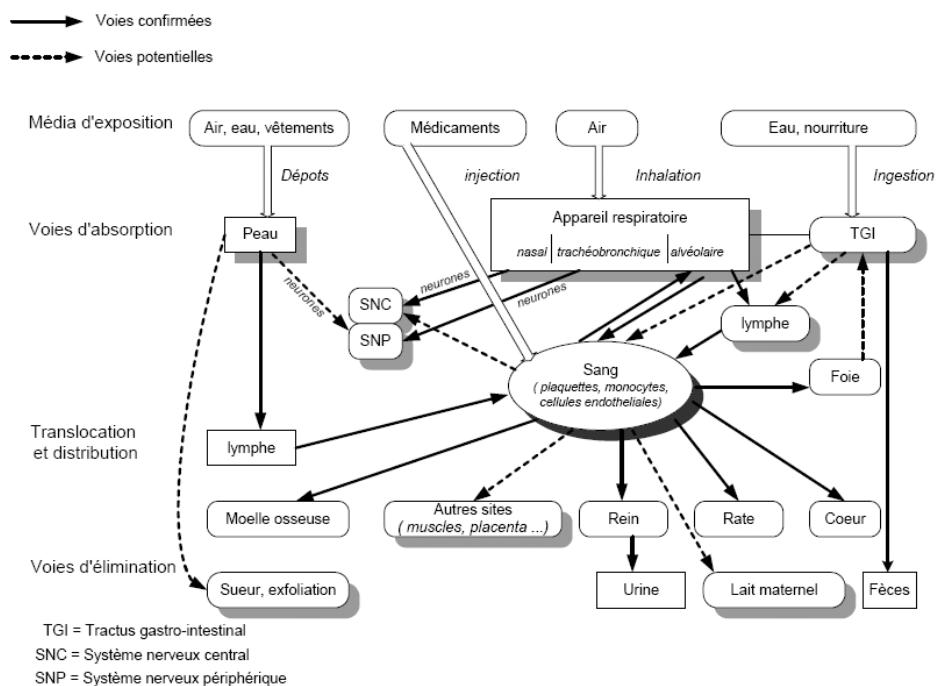 Voies confirmées
Voies potentielles
Média d'exposition
Air, eau, vêtements
Médicaments
Air
Eau, nourriture
Dépots
injection
Inhalation
Ingestion
Voies d'absorption
Peau
Appareil respiratoire
nasal trachéobronchique alvéolaire
TGI
neurones
neurones
neurones
SNC
SNP
lymphe
Sang
( plaquettes, monocytes,
cellules endotheliales)
Foie
Translocation
et distribution
lymphe
Moelle osseuse
Autres sites
( muscles, placenta ...)
Rein
Rate
Coeur
Voies d'élimination
Sueur, exfoliation
Urine
Lait maternel
Fèces
TGI = Tractus gastro-intestinal
SNC = Système nerveux central
SNP = Système nerveux périphérique